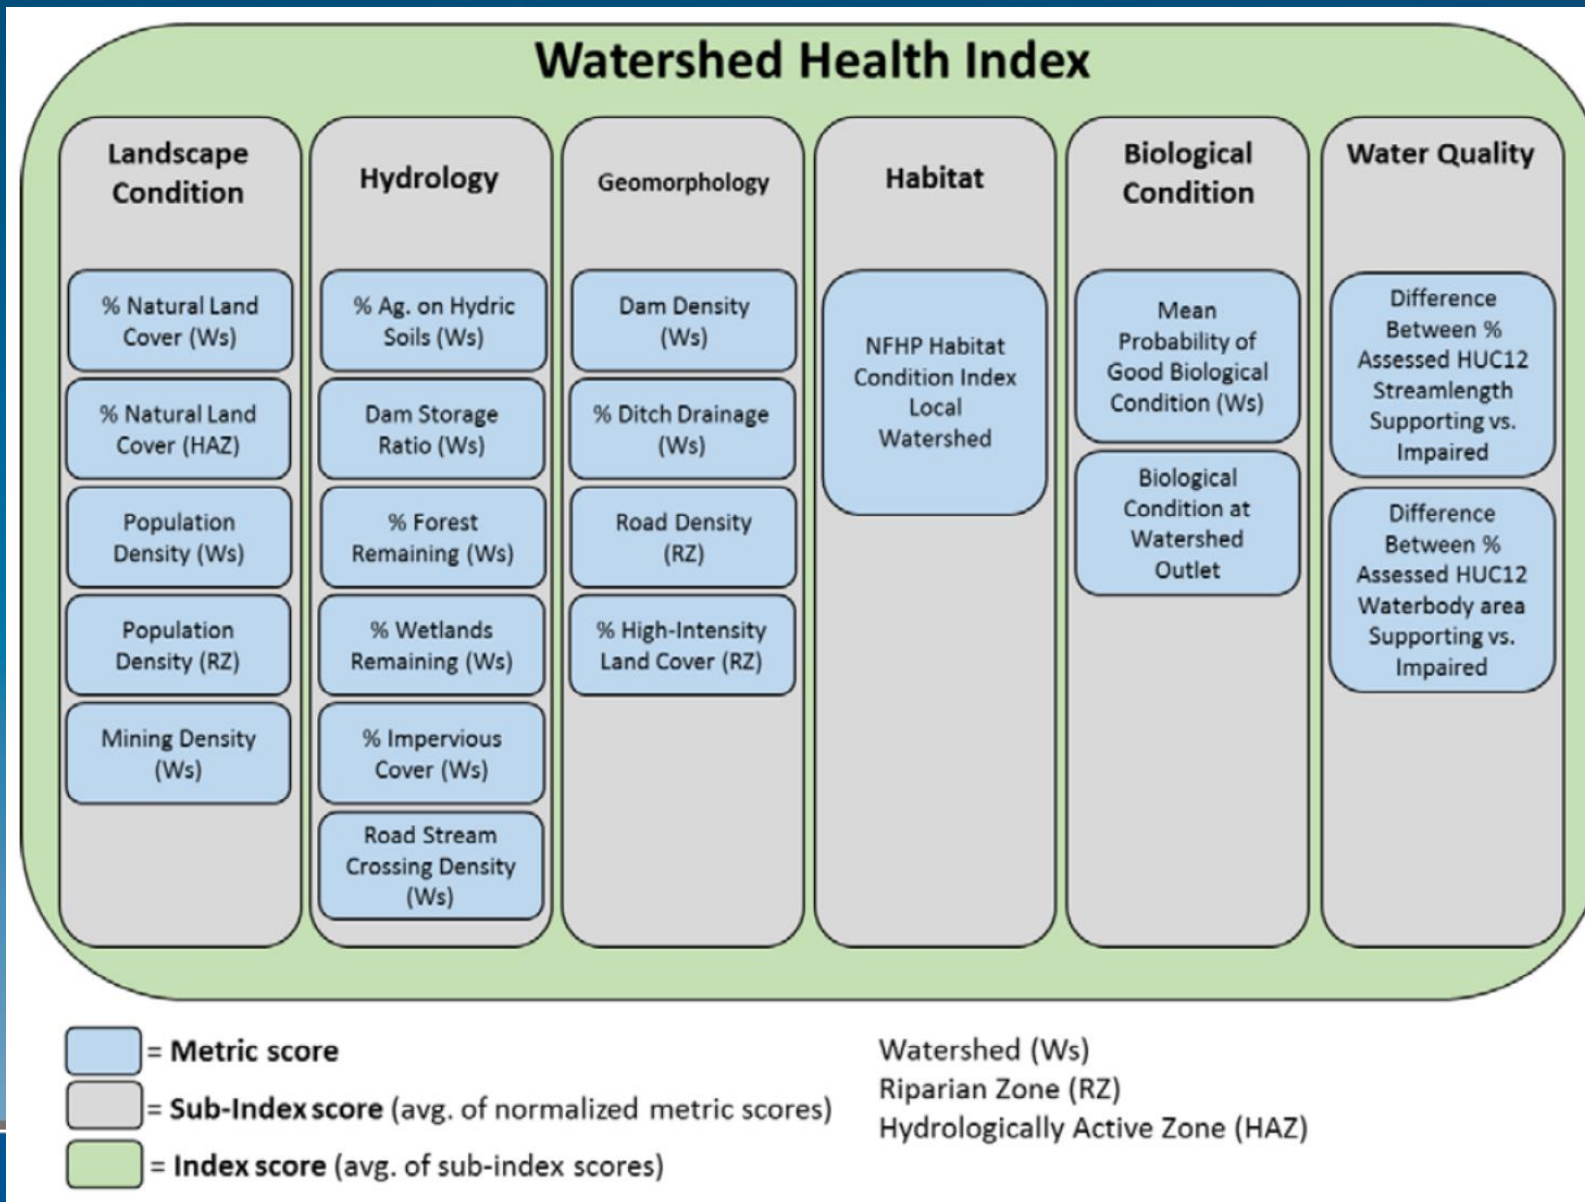 Watershed Health Index
Landscape
Condition
% Natural Land
Cover (Ws)
% Natural Land
Cover (HAZ)
Population
Density (Ws)
Population
Density (RZ)
Mining Density
(Ws)
Hydrology
% Ag. on Hydric
Soils (Ws)
Dam Storage
Ratio (Ws)
% Forest
Remaining (Ws)
% Wetlands
Remaining (Ws)
% Impervious
Cover (Ws)
Road Stream
Crossing Density
(Ws)
Geomorphology
Dam Density
(Ws)
% Ditch Drainage
(Ws)
Road Density
(RZ)
% High-Intensity
Land Cover (RZ)
Habitat
NFHP Habitat
Condition Index
Local
Watershed
Biological
Condition
Mean
Probability of
Good Biological
Condition (Ws)
Biological
Condition at
Watershed
Outlet
Water Quality
Difference
Between %
Assessed HUC12
Streamlength
Supporting vs.
Impaired
Difference
Between %
Assessed HUC12
Waterbody area
Supporting vs.
Impaired
= Metric score
= Sub-Index score (avg. of normalized metric scores)
= Index score (avg. of sub-index scores)
Watershed (Ws)
Riparian Zone (RZ)
Hydrologically Active Zone (HAZ)